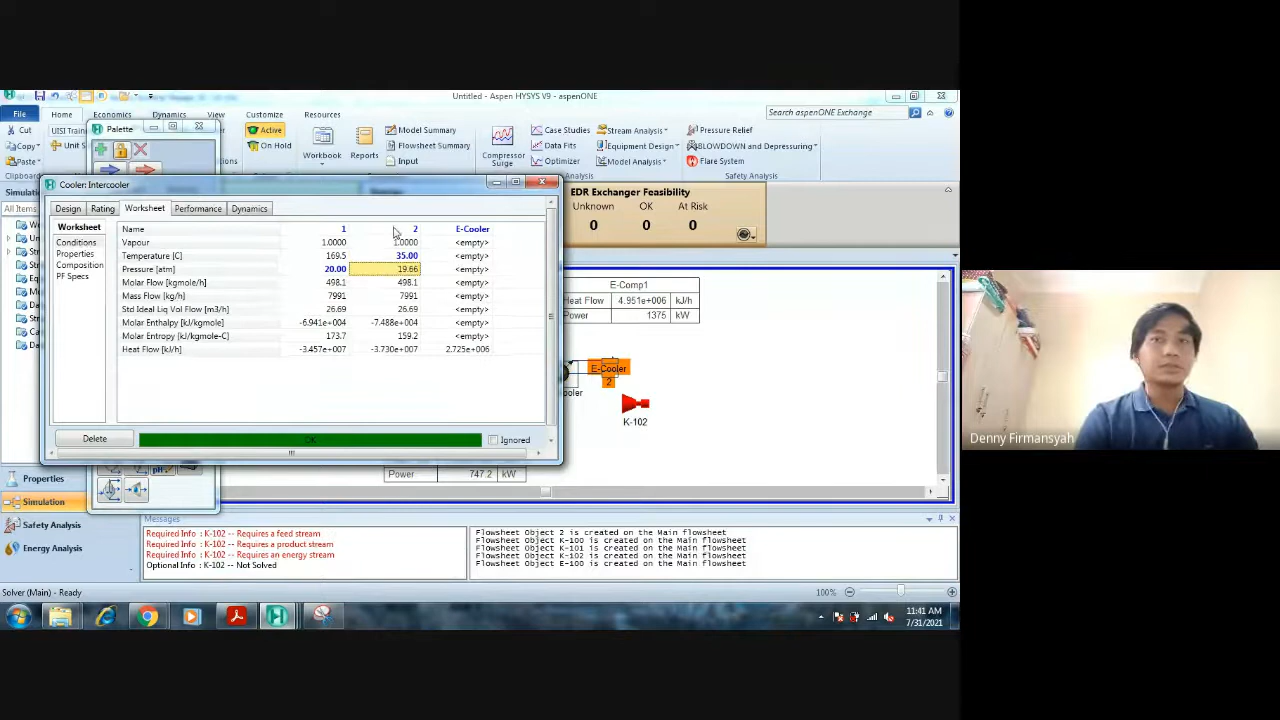 Untitled - Aspen HYSYS V9 - aspenONE
File Home Economics Dynamics View Customize Resources
Search aspenONE Exchange
Cut
Copy
Paste
UISI Train
Unit S
Palette
Active
On Hold
Workbook
Reports
Model Summary
Flowsheet Summary
Input
Compressor
Surge
Case Studies
Data Fits
Optimizer
Stream Analysis
Equipment Design
Model Analysis
Analysis
Pressure Relief
BLOWDOWN and Depressuring
Flare System
Safety Analysis
All Items
Cooler: Intercooler
Design Rating Worksheet Performance Dynamics
Worksheet
Conditions
Properties
Composition
PF Specs
Name 1 2 E-Cooler
Vapour 1.0000 1.0000 <empty>
Temperature [C] 169.5 35.00 <empty>
Pressure [atm] 20.00 19.66 <empty>
Molar Flow [kgmole/h] 498.1 498.1 <empty>
Mass Flow [kg/h] 7991 7991 <empty>
Std Ideal Liq Vol Flow [m3/h] 26.69 26.69 <empty>
Molar Enthalpy [kJ/kgmole] -6.941e+004 -7.488e+004 <empty>
Molar Entropy [kJ/kgmole-C] 173.7 159.2 <empty>
Heat Flow [kJ/h] -3.457e+007 -3.730e+007 2.725e+006
Delete
OK
Ignored
EDR Exchanger Feasibility
Unknown OK At Risk
0 0 0
E-Comp1
Heat Flow 4.951e+006 kJ/h
Power 1375 kW
E-Cooler
2
K-102
Power 747.2 kW
Properties
Simulation
Safety Analysis
Energy Analysis
Messages
Required Info : K-102 -- Requires a feed stream
Required Info : K-102 -- Requires a product stream
Required Info : K-102 -- Requires an energy stream
Optional Info : K-102 -- Not Solved
Flowsheet Object 2 is created on the Main flowsheet
Flowsheet Object K-100 is created on the Main flowsheet
Flowsheet Object K-101 is created on the Main flowsheet
Flowsheet Object K-102 is created on the Main flowsheet
Flowsheet Object E-100 is created on the Main flowsheet
Solver (Main) - Ready
100%
11:41 AM
7/31/2021
Denny Firmansyah